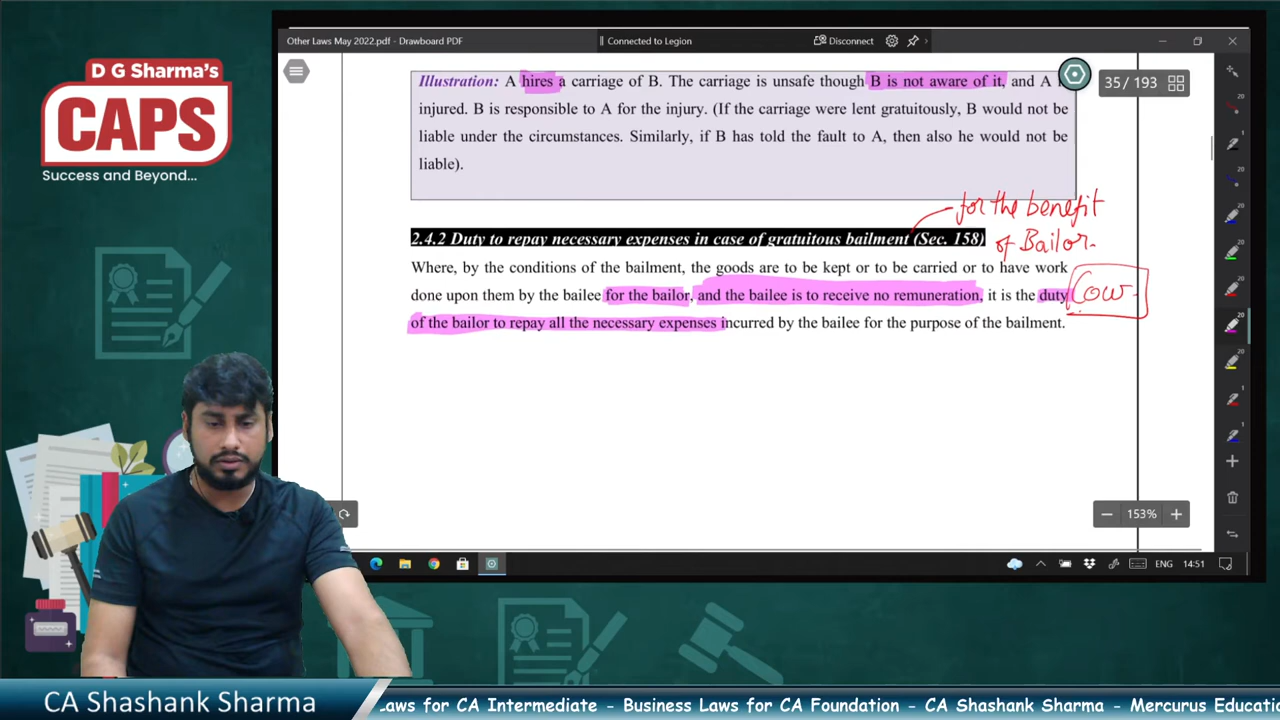 D G Sharma's
CAPS
Success and Beyond...
Other Laws May 2022.pdf - Drawboard PDF
Connected to Legion
Disconnect
35 / 193
Illustration: A hires a carriage of B. The carriage is unsafe though B is not aware of it, and A
injured. B is responsible to A for the injury. (If the carriage were lent gratuitously, B would not be
liable under the circumstances. Similarly, if B has told the fault to A, then also he would not be
liable).
for the benefit
of Bailor.
2.4.2 Duty to repay necessary expenses in case of gratuitous bailment (Sec. 158)
Where, by the conditions of the bailment, the goods are to be kept or to be carried or to have work
done upon them by the bailee for the bailor, and the bailee is to receive no remuneration, it is the duty
Cow.
of the bailor to repay all the necessary expenses incurred by the bailee for the purpose of the bailment.
153%
ENG 14:51
CA Shashank Sharma
Laws for CA Intermediate - Business Laws for CA Foundation - CA Shashank Sharma - Mercurus Educati